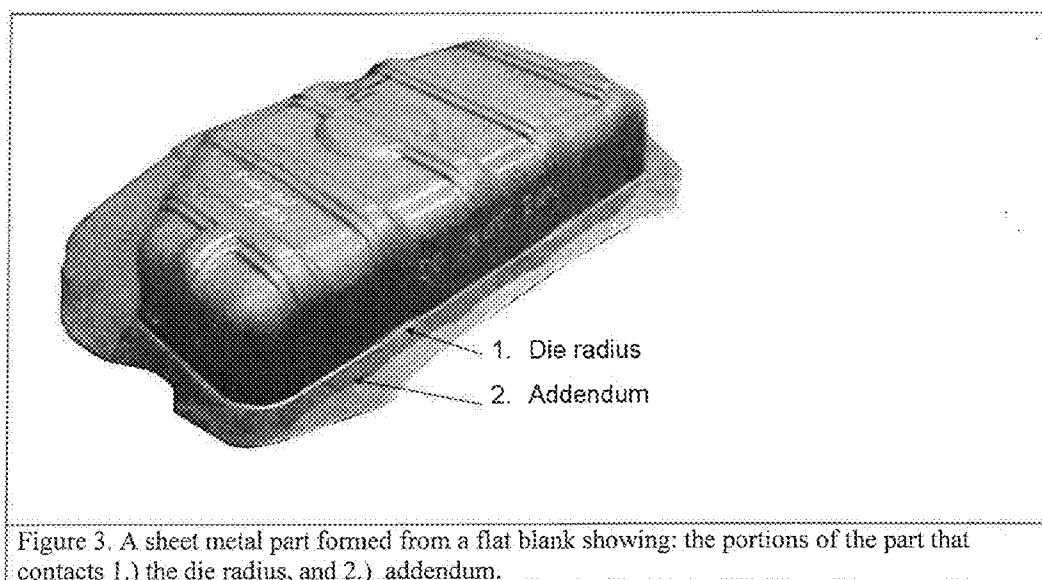 1. Die radius
2. Addendum
Figure 3. A sheet metal part formed from a flat blank showing: the portions of the part that
contacts 1.) the die radius, and 2.) addendum.